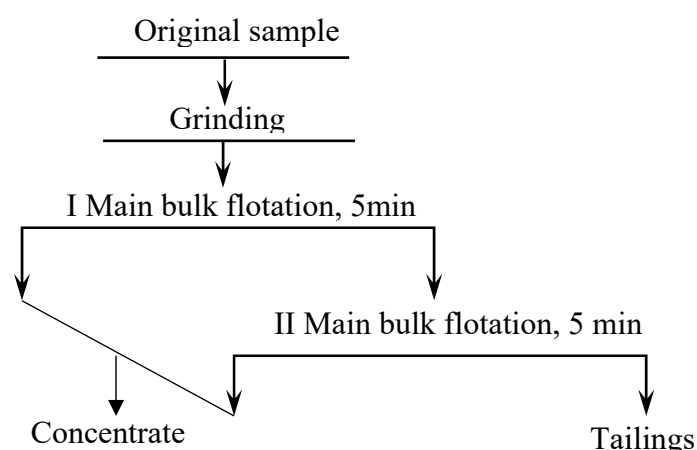 Original sample
Grinding
I Main bulk flotation, 5min
II Main bulk flotation, 5 min
Concentrate
Tailings